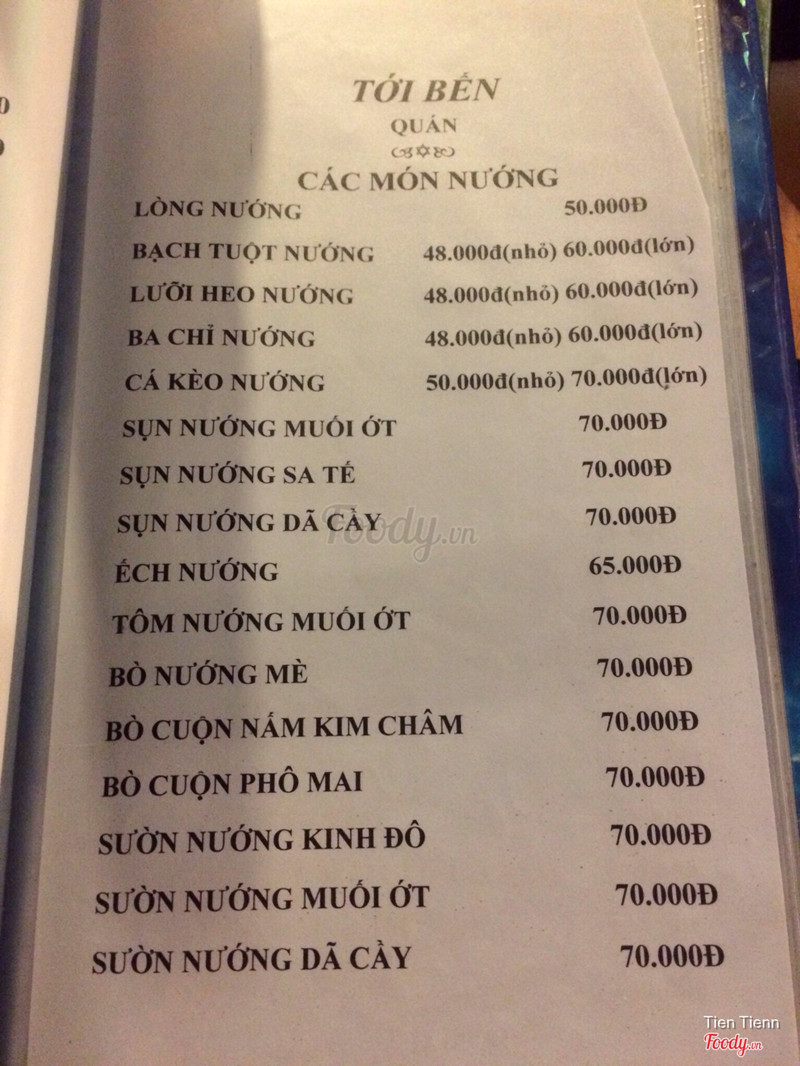 TỚI BẾN
QUÁN
CÁC MÓN NƯỚNG
LÒNG NƯỚNG 50.000Đ
BẠCH TUỘT NƯỚNG 48.000đ(nhỏ) 60.000đ(lớn)
LƯỠI HEO NƯỚNG 48.000đ(nhỏ) 60.000đ(lớn)
BA CHỈ NƯỚNG 48.000đ(nhỏ) 60.000đ(lớn)
CÁ KÈO NƯỚNG 50.000đ(nhỏ) 70.000đ(lớn)
SỤN NƯỚNG MUỐI ỚT 70.000Đ
SỤN NƯỚNG SA TẾ 70.000Đ
SỤN NƯỚNG DÃ CẦY 70.000Đ
Foody.vn
ẾCH NƯỚNG 65.000Đ
TÔM NƯỚNG MUỐI ỚT 70.000Đ
BÒ NƯỚNG MÈ 70.000Đ
BÒ CUỘN NẤM KIM CHÂM 70.000Đ
BÒ CUỘN PHÔ MAI 70.000Đ
SƯỜN NƯỚNG KINH ĐÔ 70.000Đ
SƯỜN NƯỚNG MUỐI ỚT 70.000Đ
SƯỜN NƯỚNG DÃ CẦY 70.000Đ
Tien Tienn
Foody.vn